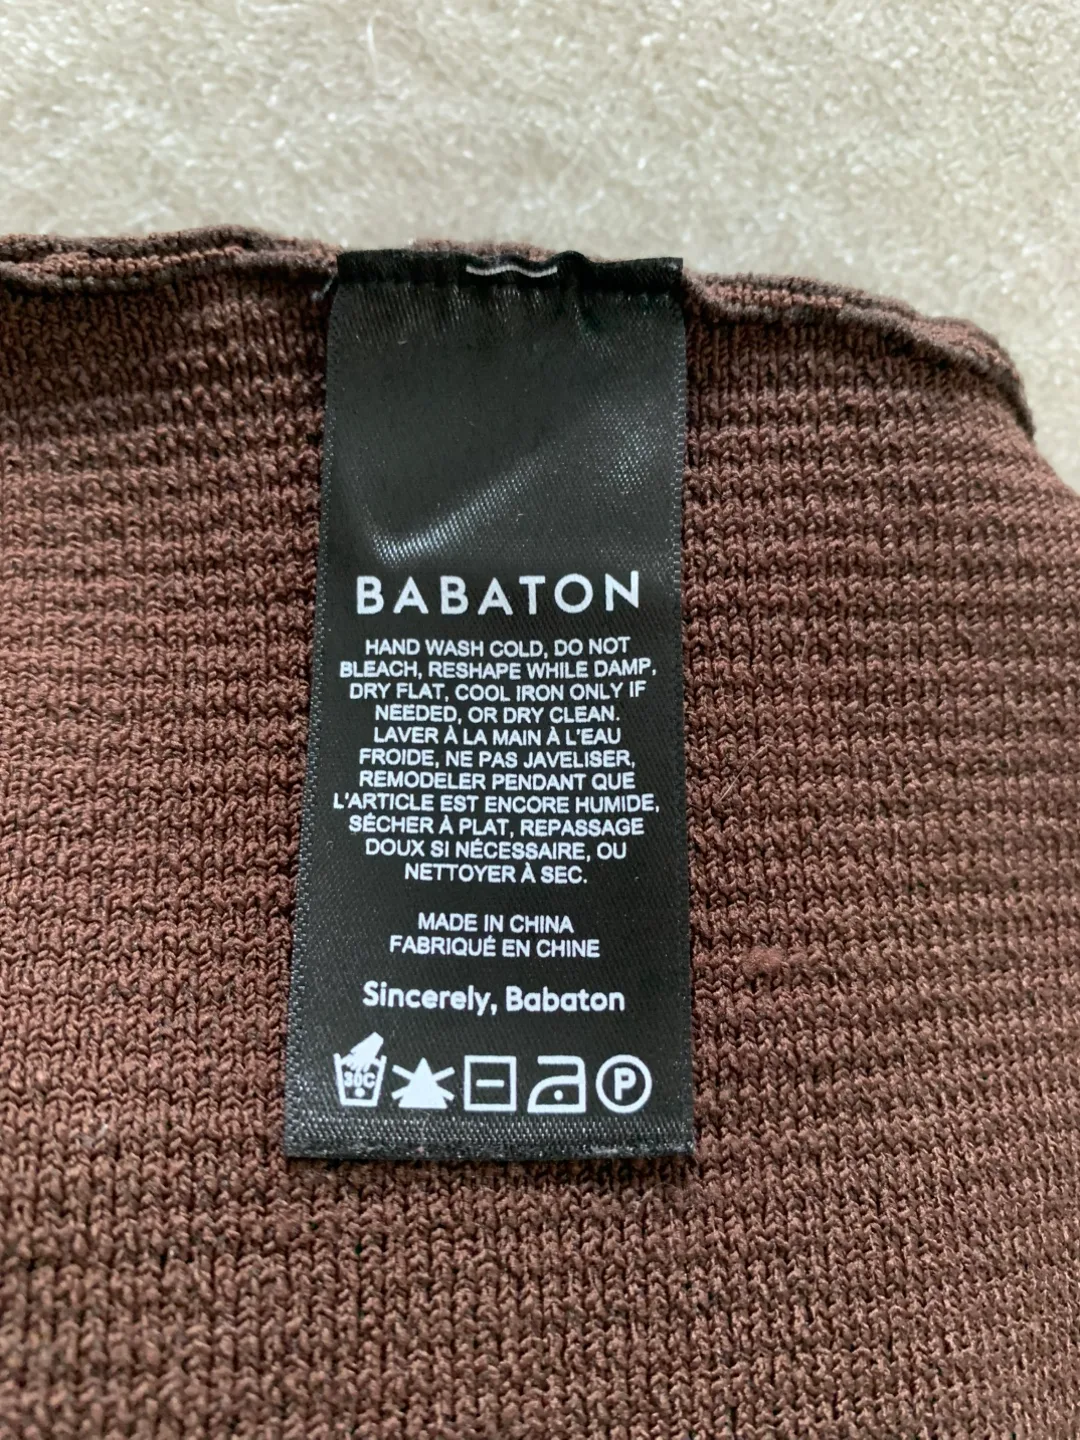 BABATON
HAND WASH COLD, DO NOT
BLEACH, RESHAPE WHILE DAMP,
DRY FLAT, COOL IRON ONLY IF
NEEDED, OR DRY CLEAN.
LAVER À LA MAIN À L'EAU
FROIDE, NE PAS JAVELISER,
REMODELER PENDANT QUE
L'ARTICLE EST ENCORE HUMIDE,
SÉCHER À PLAT, REPASSAGE
DOUX SI NÉCESSAIRE, OU
NETTOYER À SEC.
MADE IN CHINA
FABRIQUÉ EN CHINE
Sincerely, Babaton
30C P